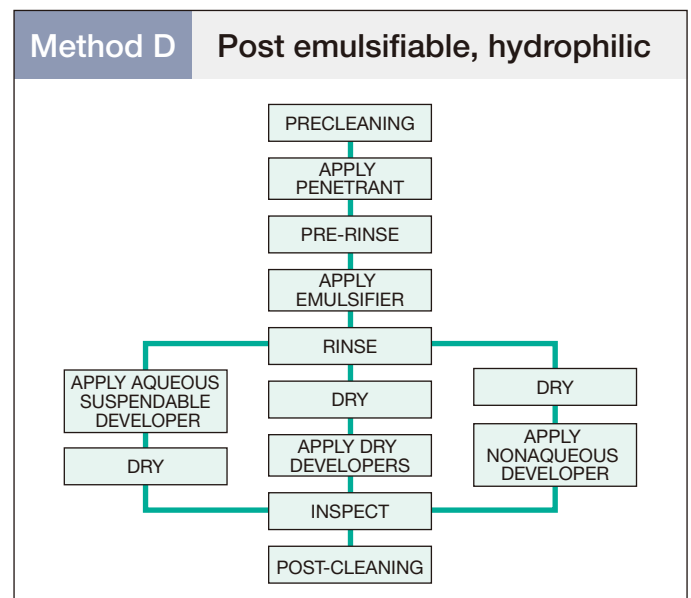 Method D
Post emulsifiable, hydrophilic
PRECLEANING
APPLY
PENETRANT
PRE-RINSE
APPLY
EMULSIFIER
RINSE
APPLY AQUEOUS
SUSPENDABLE
DEVELOPER
DRY
DRY
APPLY DRY
DEVELOPERS
DRY
APPLY
NONAQUEOUS
DEVELOPER
INSPECT
POST-CLEANING